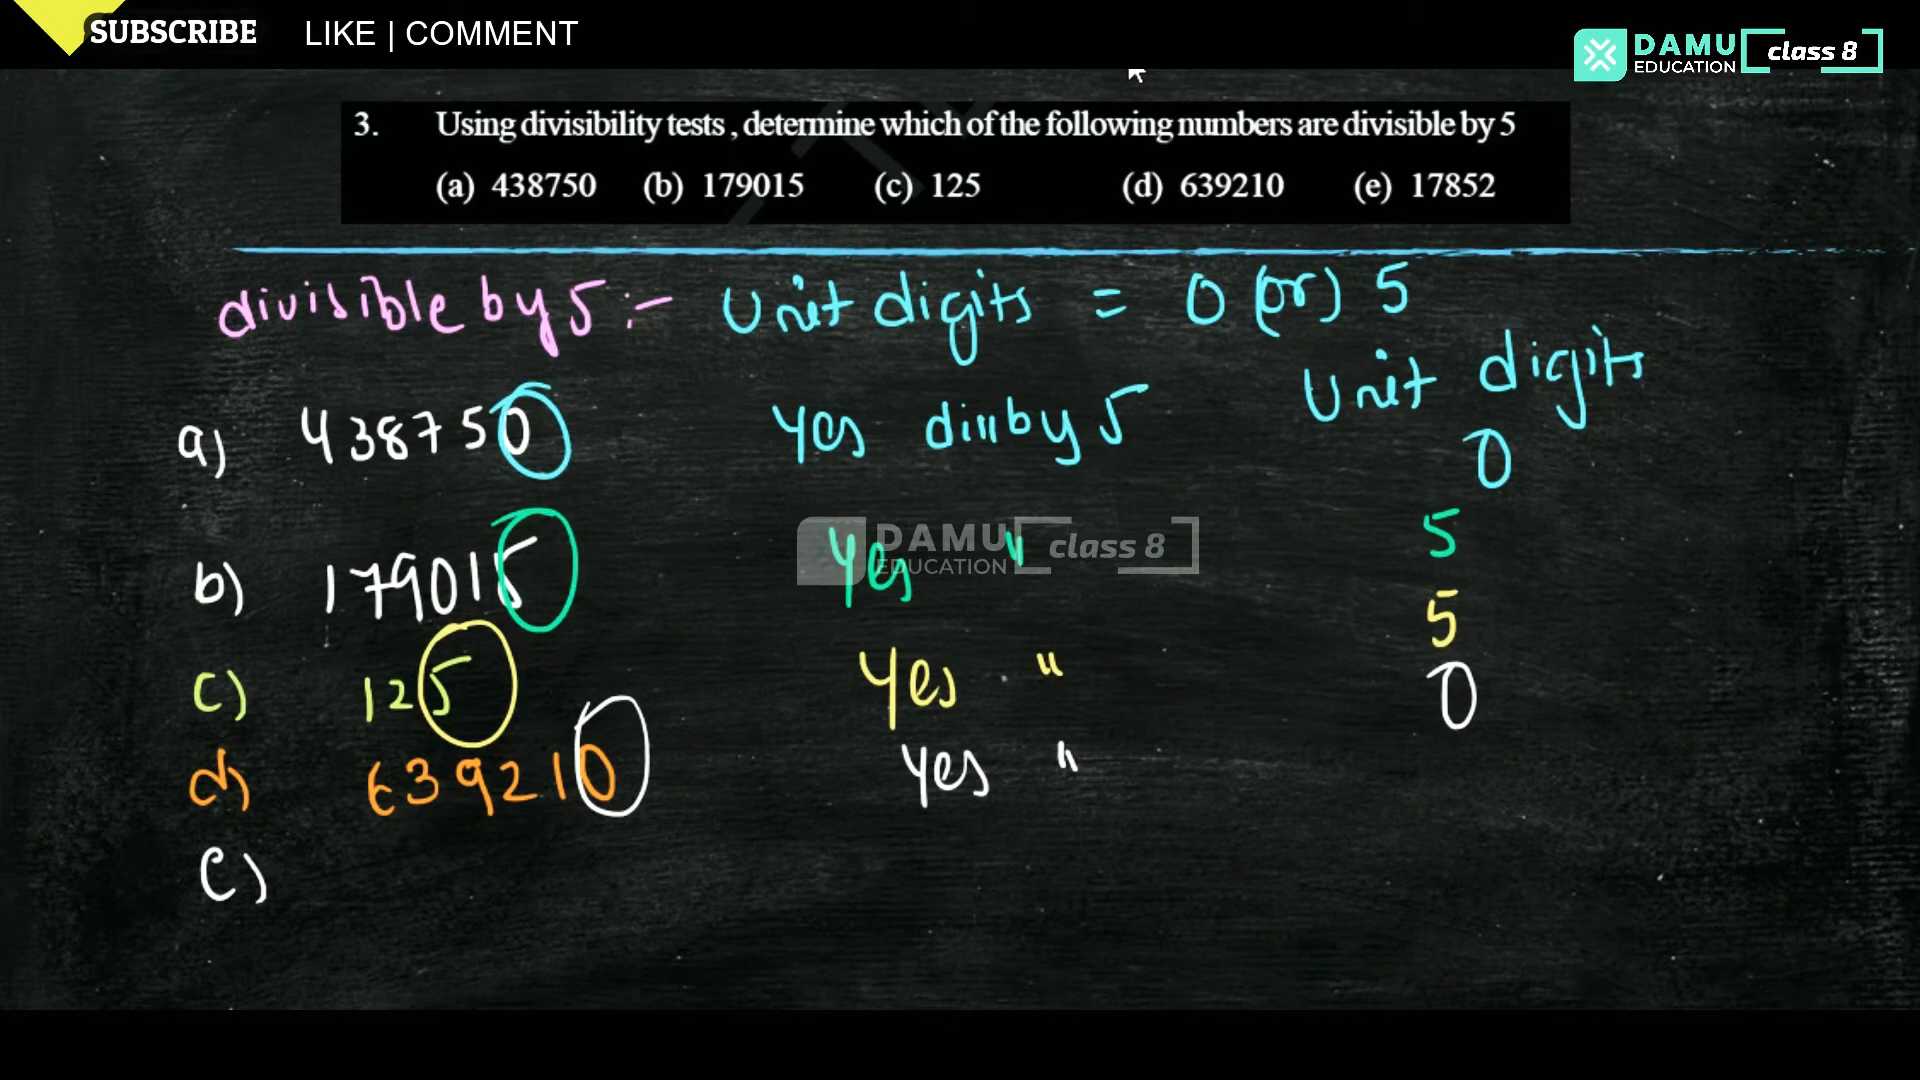 SUBSCRIBE LIKE | COMMENT
DAMU EDUCATION class 8
3. Using divisibility tests , determine which of the following numbers are divisible by 5
(a) 438750 (b) 179015 (c) 125 (d) 639210 (e) 17852
divisible by 5 :- Unit digits = 0 (or) 5
Unit digits
a) 438750 Yes by 5 0
b) 179015 Yes " 5
DAMU EDUCATION class 8
c) 125 Yes " 5
d) 639210 Yes " 0
e)